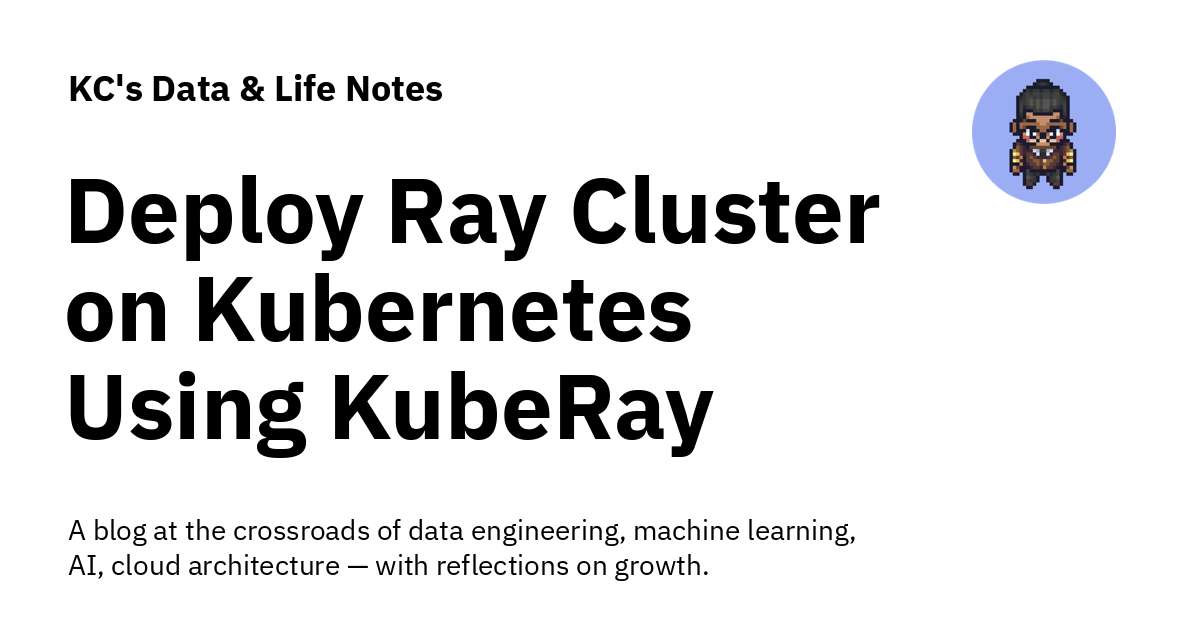 KC's Data & Life Notes
Deploy Ray Cluster
on Kubernetes
Using KubeRay
A blog at the crossroads of data engineering, machine learning,
AI, cloud architecture — with reflections on growth.